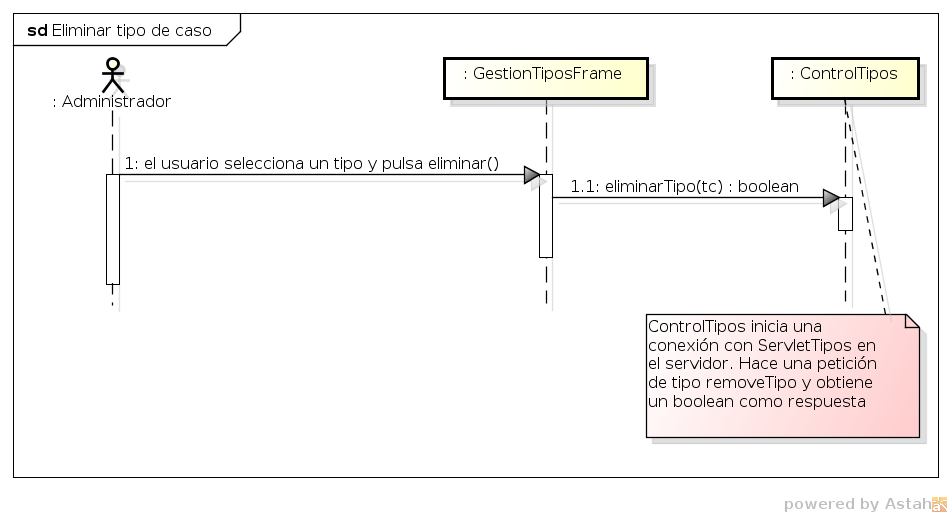 sd Eliminar tipo de caso
: Administrador
: GestionTiposFrame
: ControlTipos
1: el usuario selecciona un tipo y pulsa eliminar()
1.1: eliminarTipo(tc) : boolean
ControlTipos inicia una
conexión con ServletTipos en
el servidor. Hace una petición
de tipo removeTipo y obtiene
un boolean como respuesta
powered by Astah